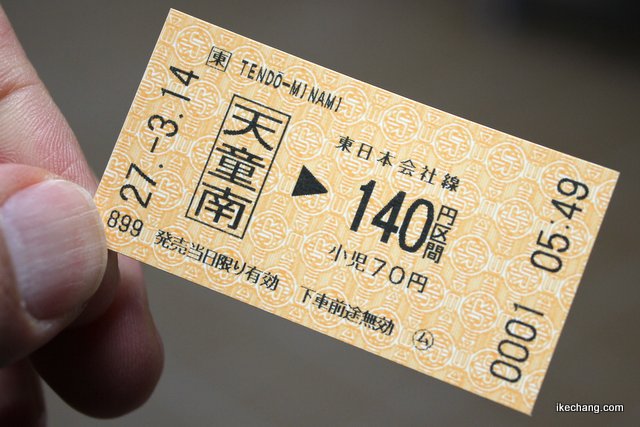 東 TENDŌ-MINAMI
27.-3.14
天童南
東日本会社線
140円区間
小児70円
899
発売当日限り有効
下車前途無効
ム
0001 05:49
ikechang.com